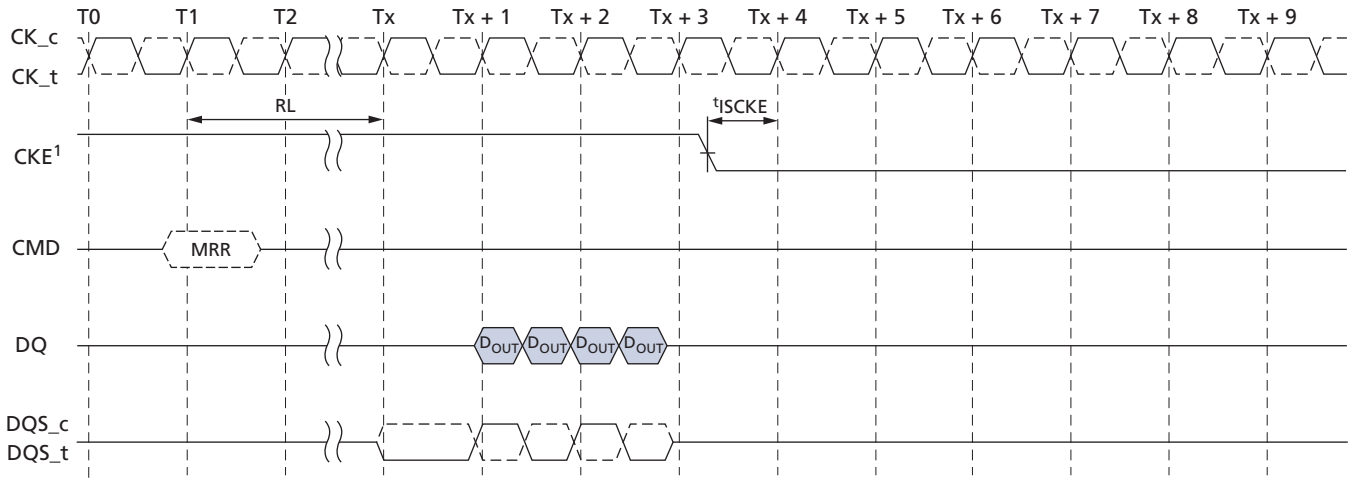 T0 T1 T2 Tx Tx + 1 Tx + 2 Tx + 3 Tx + 4 Tx + 5 Tx + 6 Tx + 7 Tx + 8 Tx + 9
CK_c
CK_t
RL
tISCKE
CKE1
CMD
MRR
DQ
DOUT DOUT DOUT DOUT
DQS_c
DQS_t